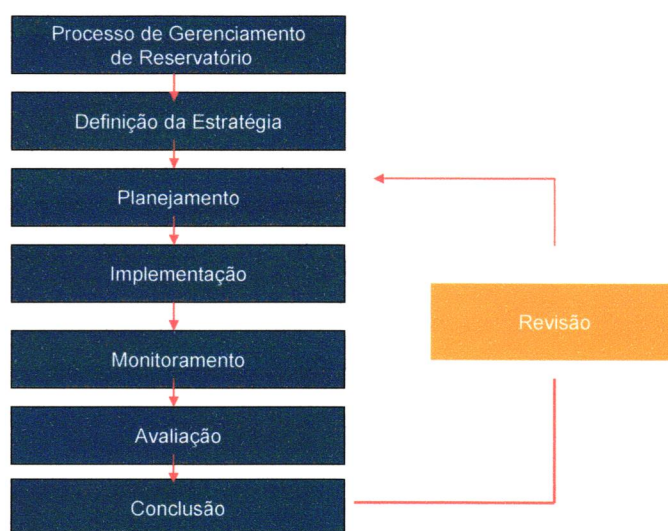 Processo de Gerenciamento
de Reservatório
Definição da Estratégia
Planejamento
Implementação
Monitoramento
Avaliação
Conclusão
Revisão